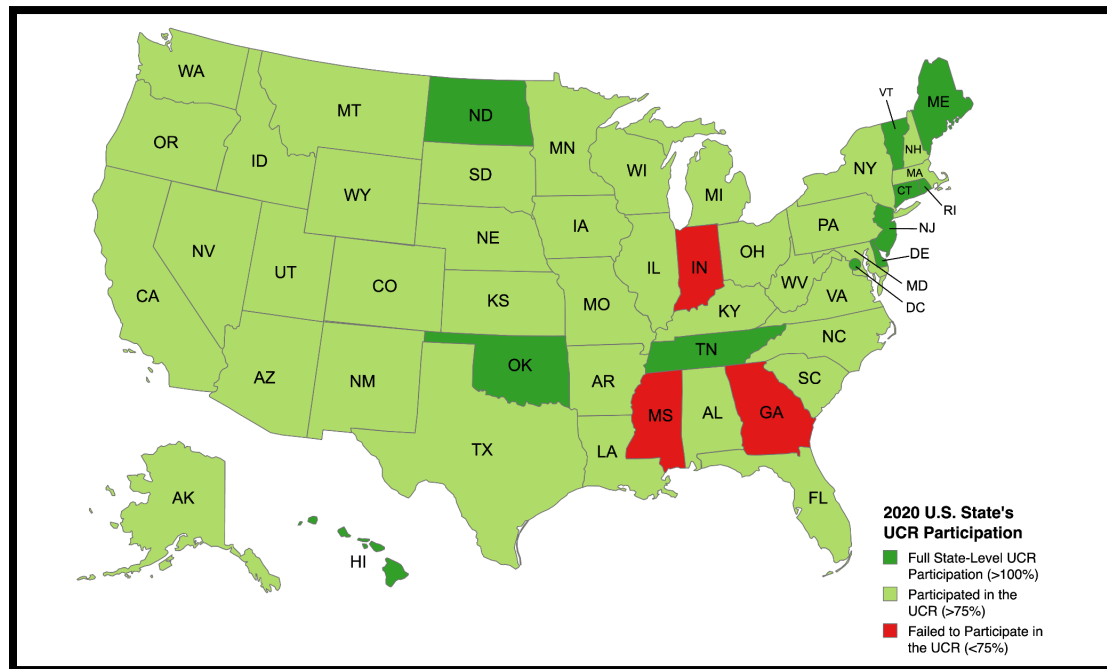 WA
MT
ND
MN
OR
ID
SD
WI
MI
WY
VT
ME
NH
NY
MA
CT
RI
NV
UT
NE
IA
PA
NJ
CA
CO
KS
MO
IL
IN
OH
WV
VA
DE
MD
DC
KY
AZ
NM
OK
AR
TN
NC
SC
TX
LA
MS
AL
GA
FL
AK
HI
2020 U.S. State's
UCR Participation
Full State-Level UCR
Participation (>100%)
Participated in the
UCR (>75%)
Failed to Participate in
the UCR (<75%)